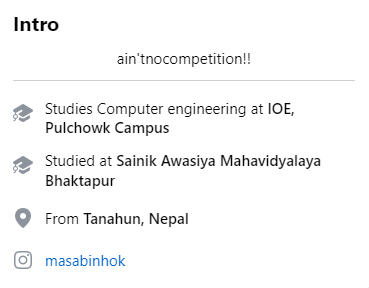 Intro
ain'tnocompetition!!
Studies Computer engineering at IOE,
Pulchowk Campus
Studied at Sainik Awasiya Mahavidyalaya
Bhaktapur
From Tanahun, Nepal
masabinhok